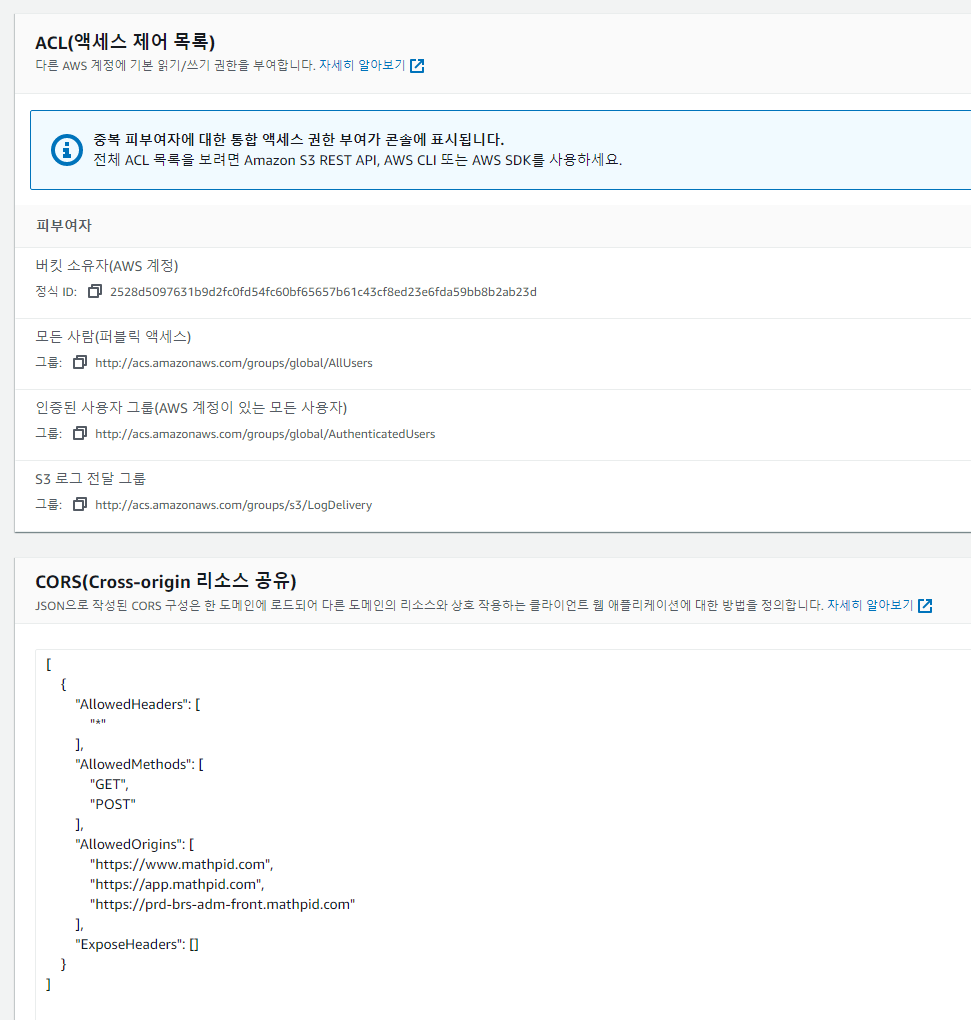 ACL(액세스 제어 목록)
다른 AWS 계정에 기본 읽기/쓰기 권한을 부여합니다. 자세히 알아보기
중복 피부여자에 대한 통합 액세스 권한 부여가 콘솔에 표시됩니다.
전체 ACL 목록을 보려면 Amazon S3 REST API, AWS CLI 또는 AWS SDK를 사용하세요.
피부여자
버킷 소유자(AWS 계정)
정식 ID: 2528d5097631b9d2fc0fd54fc60bf65657b61c43cf8ed23e6fda59bb8b2ab23d
모든 사람(퍼블릭 액세스)
그룹: http://acs.amazonaws.com/groups/global/AllUsers
인증된 사용자 그룹(AWS 계정이 있는 모든 사용자)
그룹: http://acs.amazonaws.com/groups/global/AuthenticatedUsers
S3 로그 전달 그룹
그룹: http://acs.amazonaws.com/groups/s3/LogDelivery
CORS(Cross-origin 리소스 공유)
JSON으로 작성된 CORS 구성은 한 도메인에 로드되어 다른 도메인의 리소스와 상호 작용하는 클라이언트 웹 애플리케이션에 대한 방법을 정의합니다. 자세히 알아보기
[
{
"AllowedHeaders": [
"*"
],
"AllowedMethods": [
"GET",
"POST"
],
"AllowedOrigins": [
"https://www.mathpid.com",
"https://app.mathpid.com",
"https://prd-brs-adm-front.mathpid.com"
],
"ExposeHeaders": []
}
]